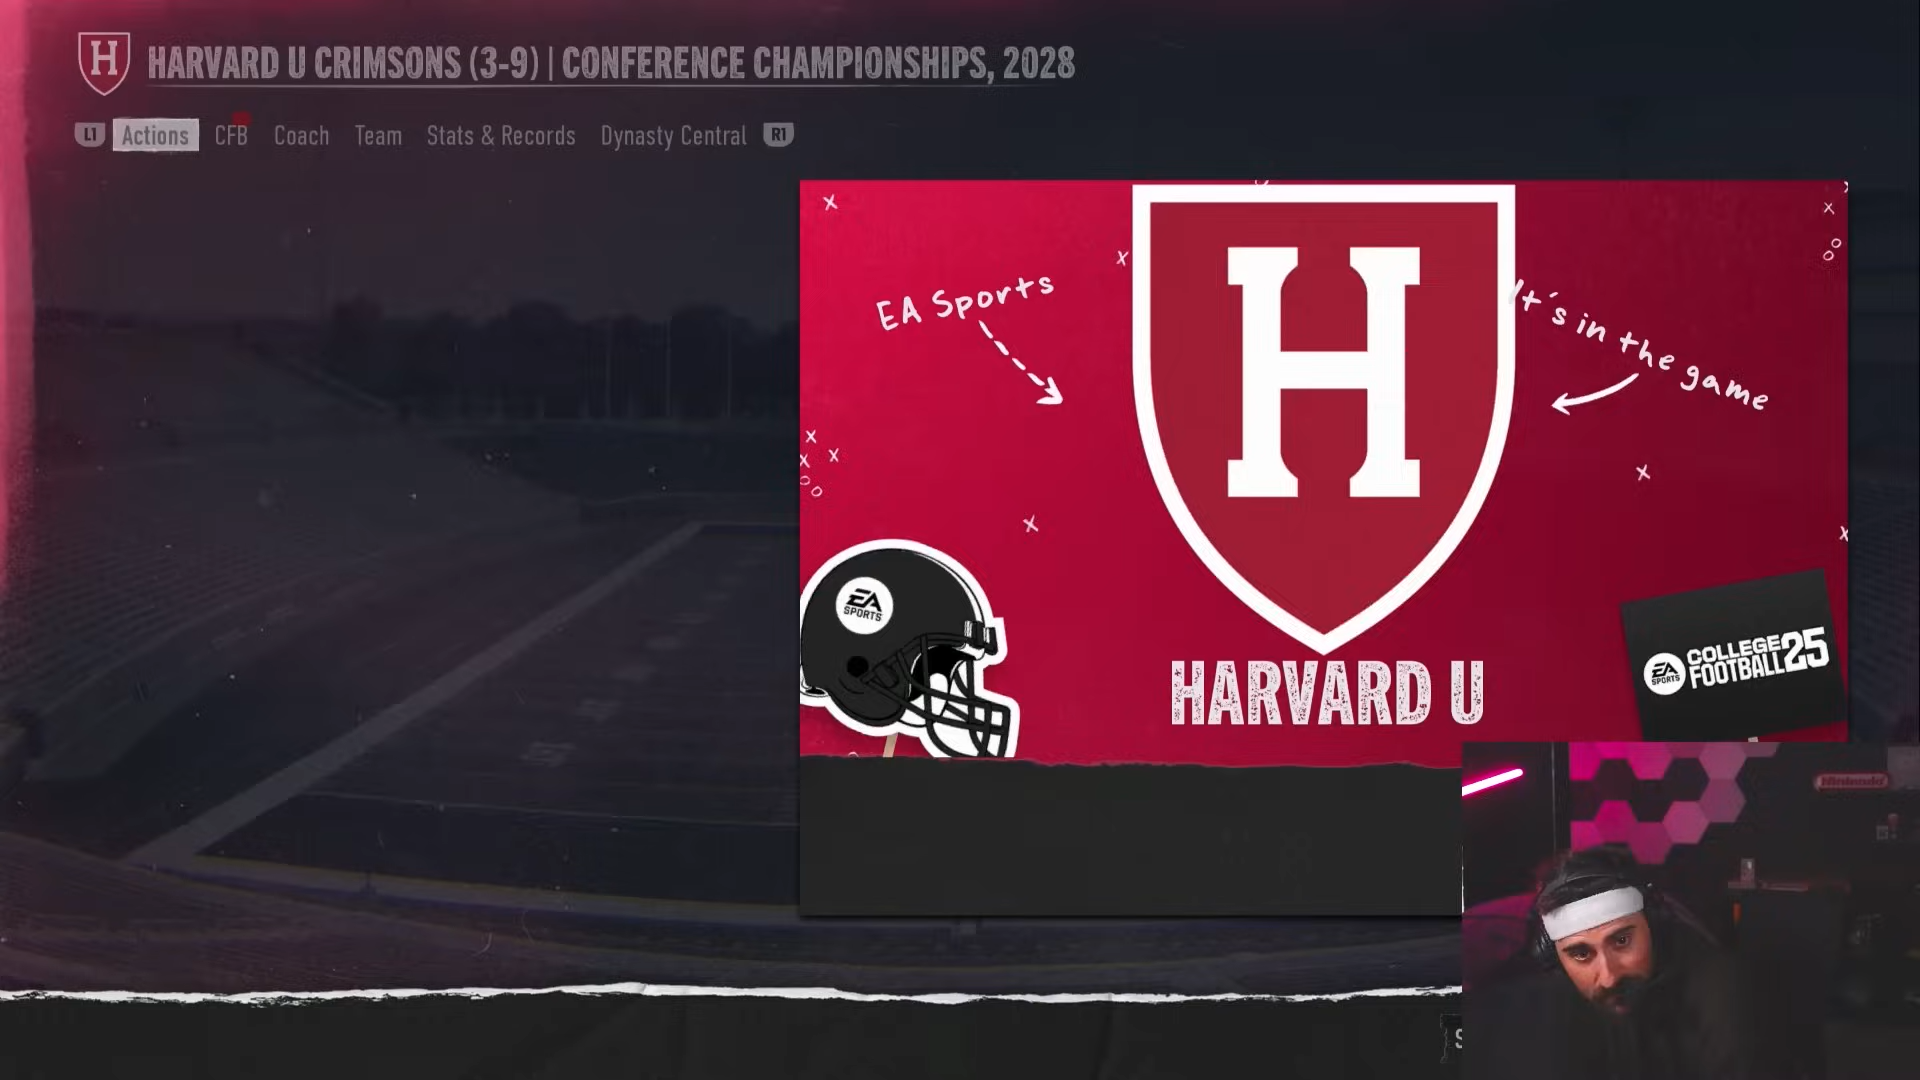 H HARVARD U CRIMSONS (3-9) | CONFERENCE CHAMPIONSHIPS, 2028
L1 Actions CFB Coach Team Stats & Records Dynasty Central R1
EA Sports
It's in the game
H
EA SPORTS
HARVARD U
EA SPORTS COLLEGE FOOTBALL 25
Nintendo